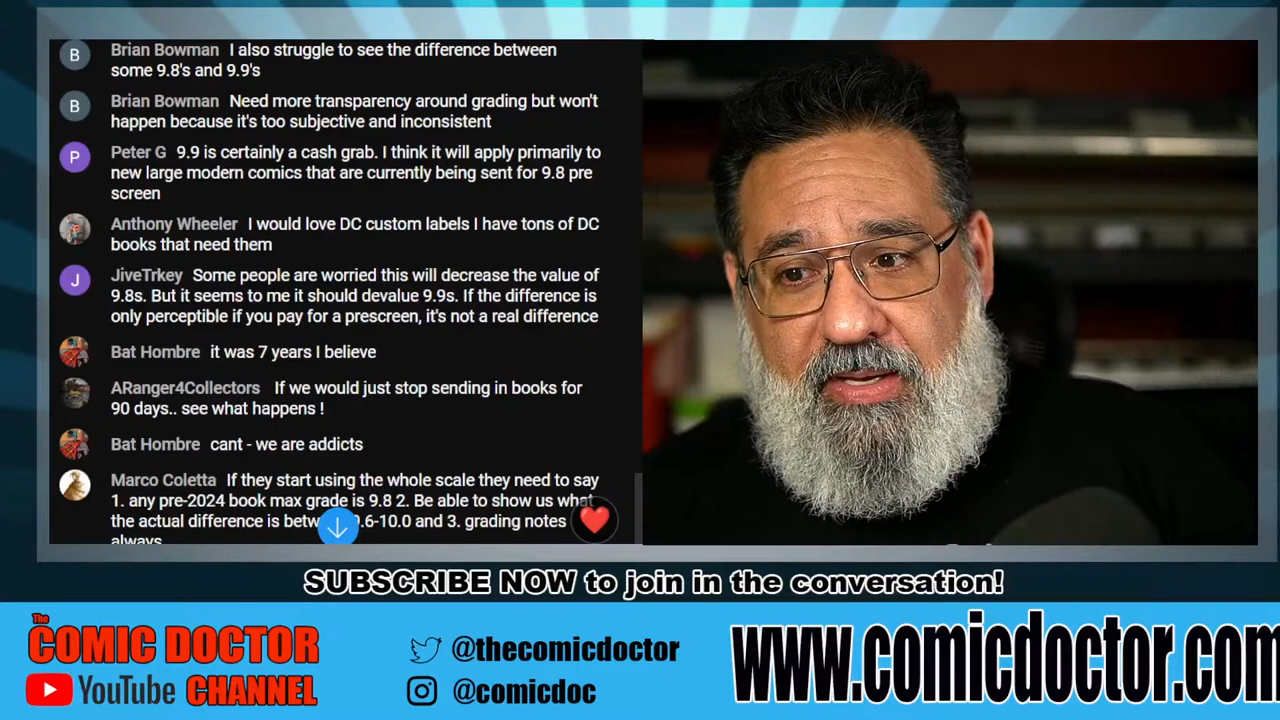 B Brian Bowman I also struggle to see the difference between
some 9.8's and 9.9's
B Brian Bowman Need more transparency around grading but won't
happen because it's too subjective and inconsistent
P Peter G 9.9 is certainly a cash grab. I think it will apply primarily to
new large modern comics that are currently being sent for 9.8 pre
screen
Anthony Wheeler I would love DC custom labels I have tons of DC
books that need them
J JiveTrkey Some people are worried this will decrease the value of
9.8s. But it seems to me it should devalue 9.9s. If the difference is
only perceptible if you pay for a prescreen, it's not a real difference
Bat Hombre it was 7 years I believe
ARanger4Collectors If we would just stop sending in books for
90 days.. see what happens !
Bat Hombre cant - we are addicts
Marco Coletta If they start using the whole scale they need to say
1. any pre-2024 book max grade is 9.8 2. Be able to show us what
the actual difference is .6-10.0 and 3. grading notes
always
SUBSCRIBE NOW to join in the conversation!
The
COMIC DOCTOR
YouTube CHANNEL
@thecomicdoctor
@comicdoc
www.comicdoctor.com